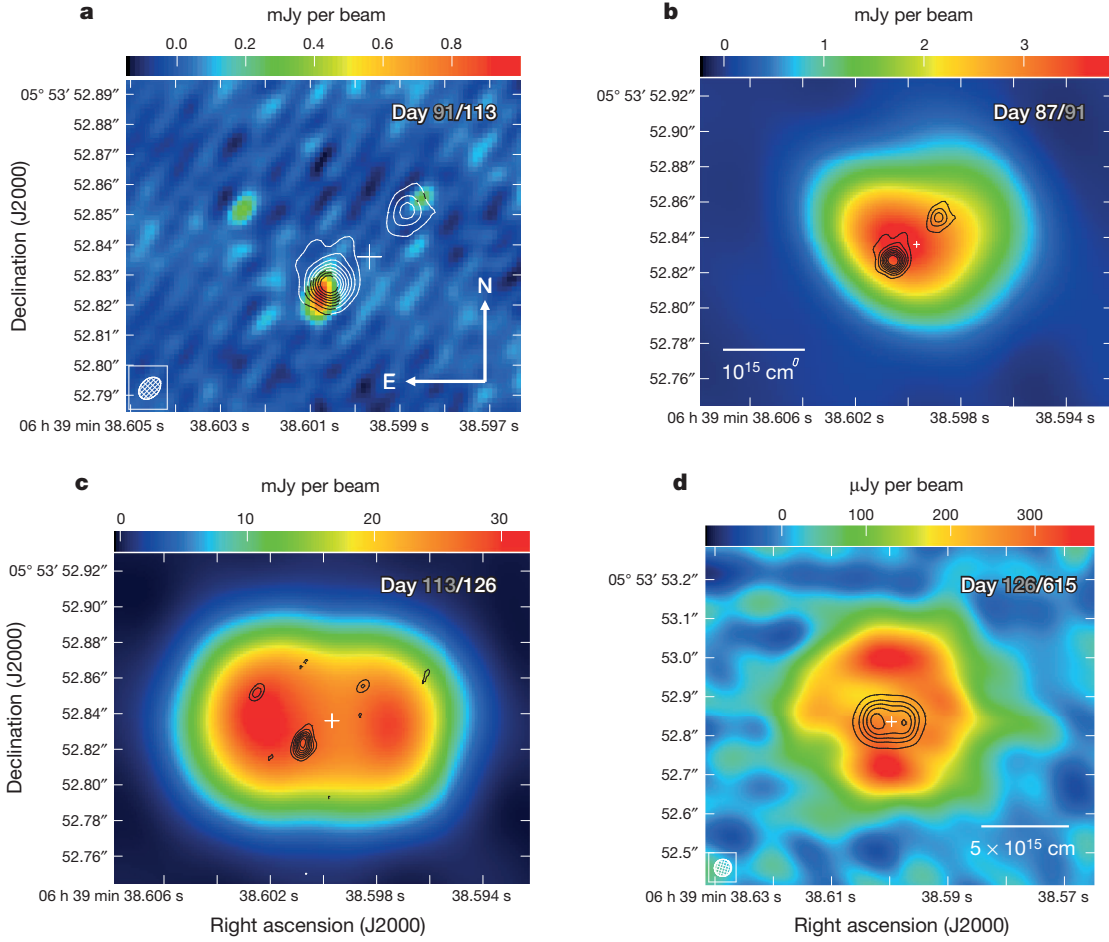 a
mJy per beam
0.0 0.2 0.4 0.6 0.8
Day 91/113
05° 53′ 52.89″
52.88″
52.87″
52.86″
52.85″
52.84″
52.83″
52.82″
52.81″
52.80″
52.79″
Declination (J2000)
N
E
06 h 39 min 38.605 s 38.603 s 38.601 s 38.599 s 38.597 s
b
mJy per beam
0 1 2 3
Day 87/91
05° 53′ 52.92″
52.90″
52.88″
52.86″
52.84″
52.82″
52.80″
52.78″
52.76″
10¹⁵ cm
06 h 39 min 38.606 s 38.602 s 38.598 s 38.594 s
c
mJy per beam
0 10 20 30
Day 113/126
05° 53′ 52.92″
52.90″
52.88″
52.86″
52.84″
52.82″
52.80″
52.78″
52.76″
Declination (J2000)
06 h 39 min 38.606 s 38.602 s 38.598 s 38.594 s
Right ascension (J2000)
d
μJy per beam
0 100 200 300
Day 126/615
05° 53′ 53.2″
53.1″
53.0″
52.9″
52.8″
52.7″
52.6″
52.5″
5 × 10¹⁵ cm
06 h 39 min 38.63 s 38.61 s 38.59 s 38.57 s
Right ascension (J2000)